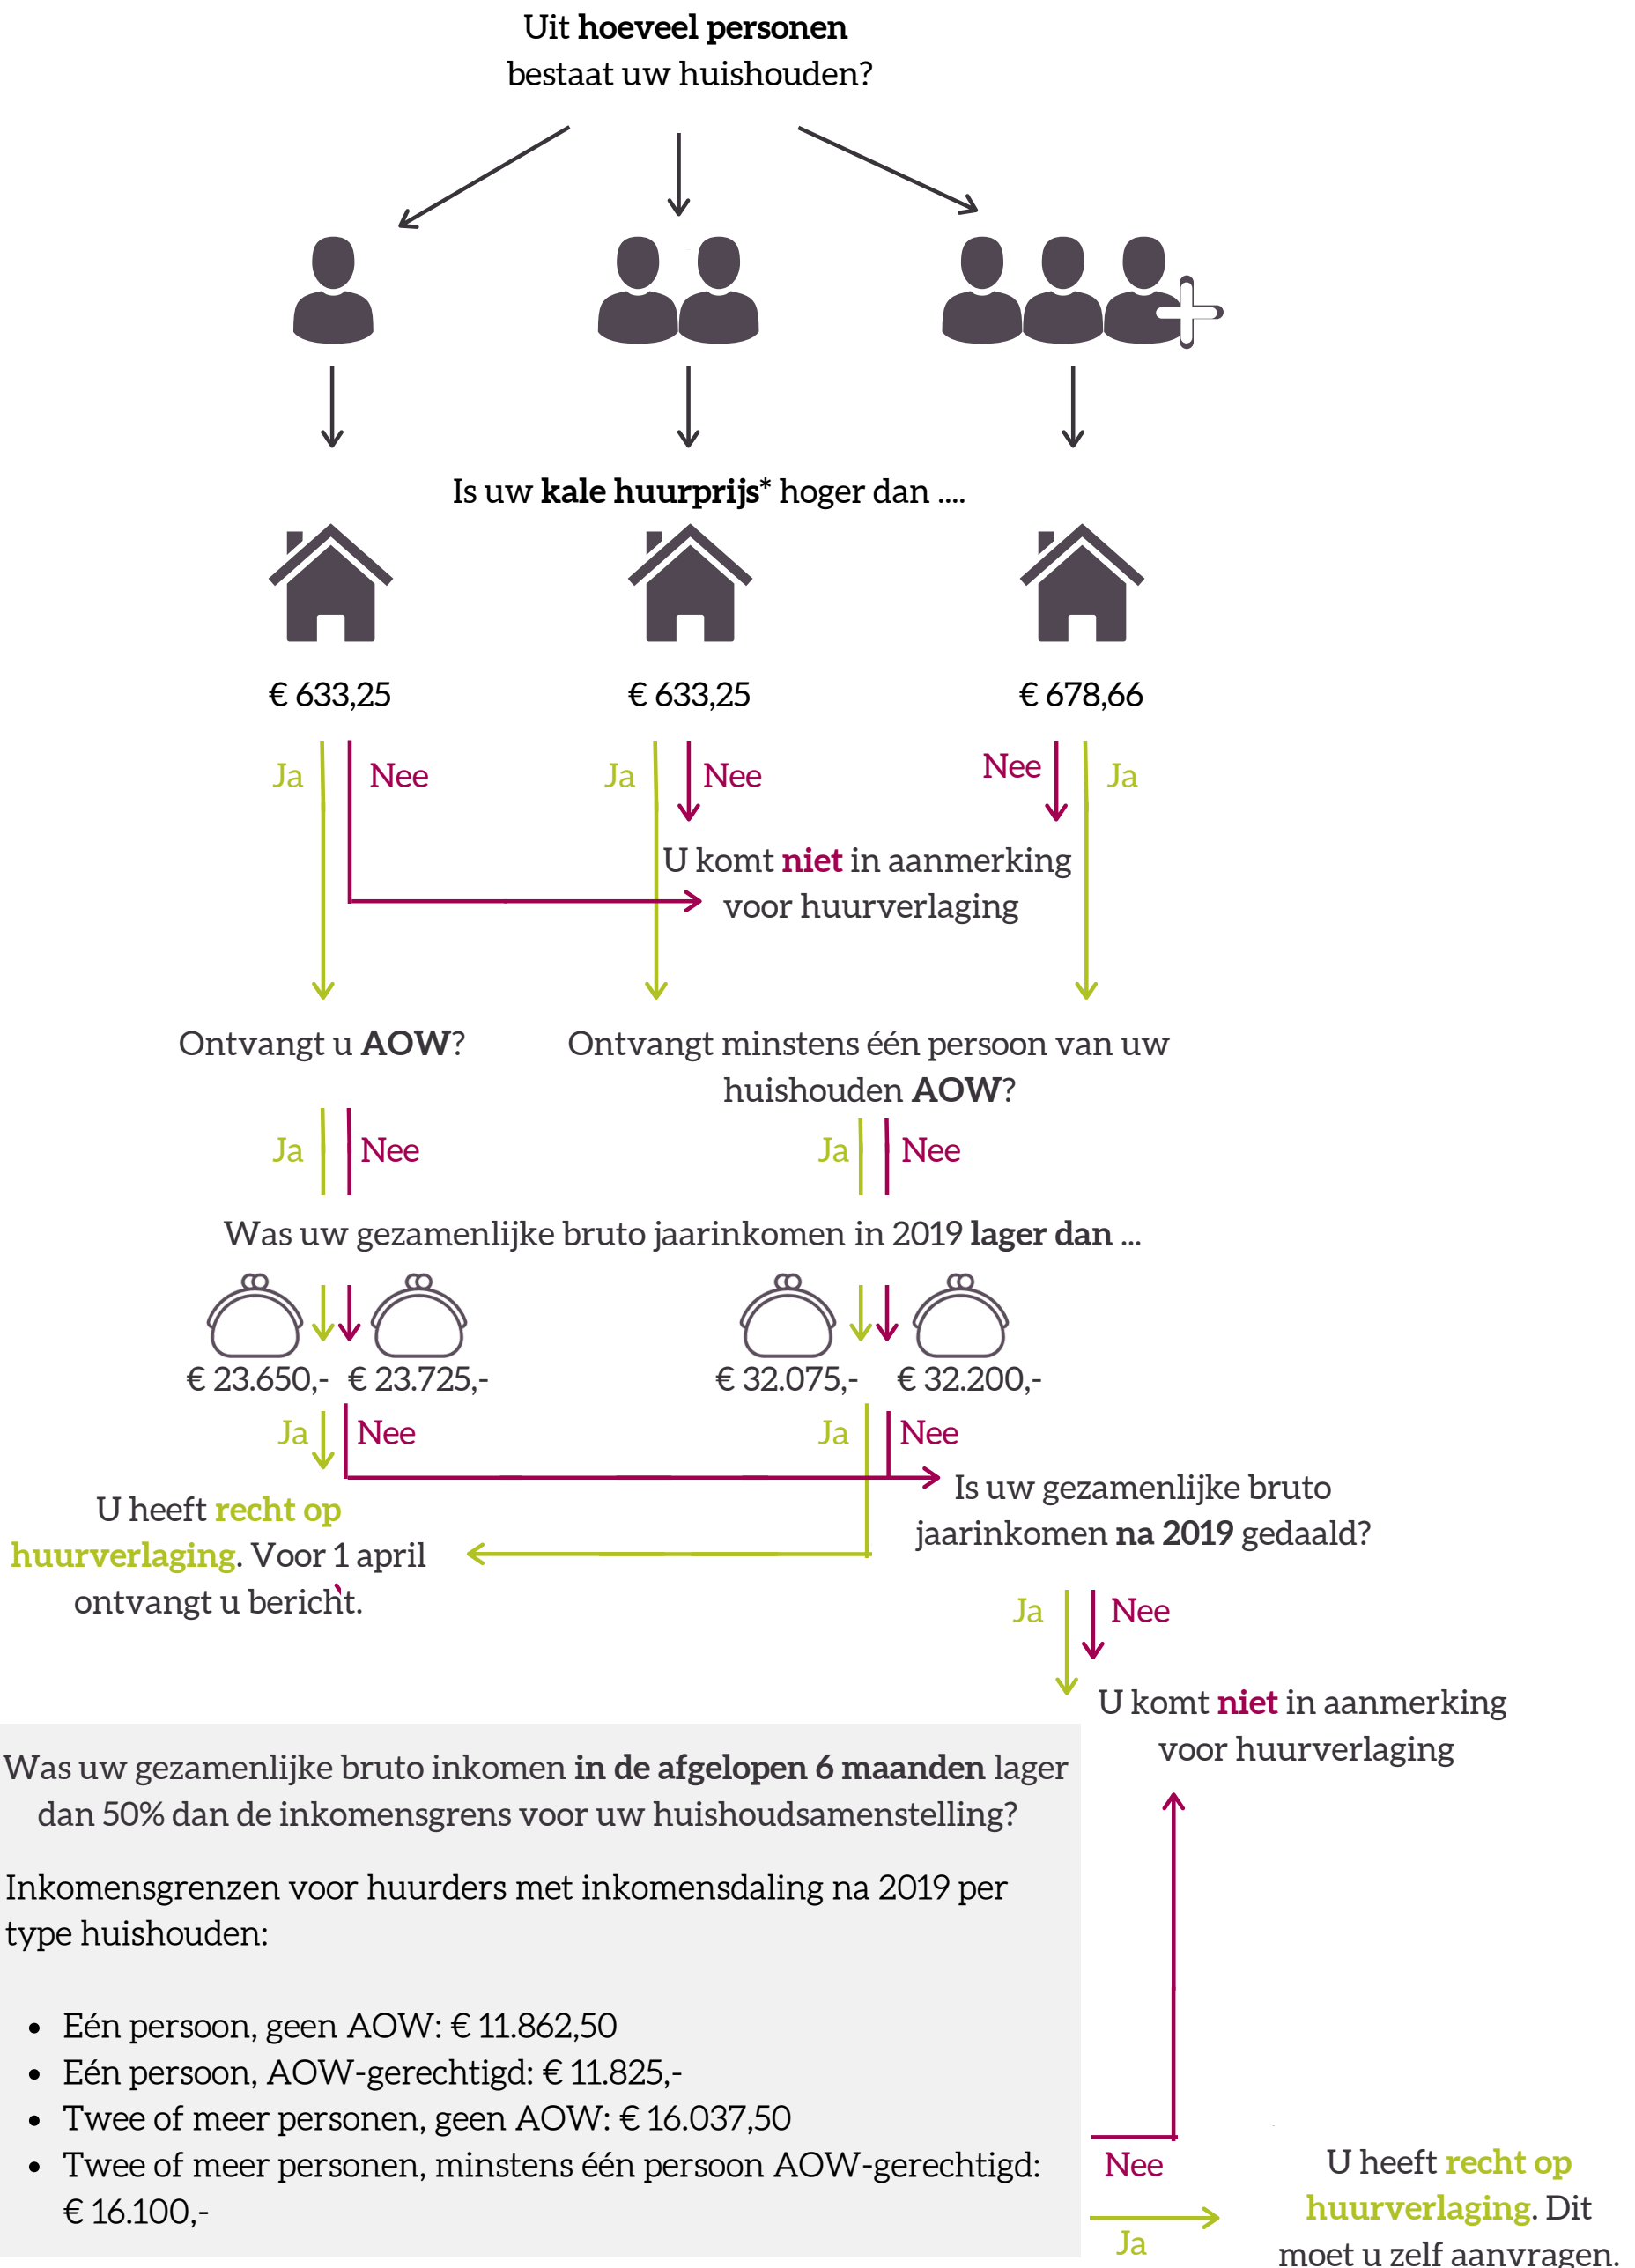 Uit hoeveel personen
bestaat uw huishouden?
Is uw kale huurprijs* hoger dan ....
€ 633,25
€ 633,25
€ 678,66
Ja
Nee
Ja
Nee
Nee
Ja
U komt niet in aanmerking
voor huurverlaging
Ontvangt u AOW?
Ontvangt minstens één persoon van uw
huishouden AOW?
Ja
Nee
Ja
Nee
Was uw gezamenlijke bruto jaarinkomen in 2019 lager dan ...
€ 23.650,-
€ 23.725,-
€ 32.075,-
€ 32.200,-
Ja
Nee
Ja
Nee
U heeft recht op
huurverlaging. Voor 1 april
ontvangt u bericht.
Is uw gezamenlijke bruto
jaarinkomen na 2019 gedaald?
Ja
Nee
U komt niet in aanmerking
voor huurverlaging
Was uw gezamenlijke bruto inkomen in de afgelopen 6 maanden lager
dan 50% dan de inkomensgrens voor uw huishoudsamenstelling?
Inkomensgrenzen voor huurders met inkomensdaling na 2019 per
type huishouden:
• Eén persoon, geen AOW: € 11.862,50
• Eén persoon, AOW-gerechtigd: € 11.825,-
• Twee of meer personen, geen AOW: € 16.037,50
• Twee of meer personen, minstens één persoon AOW-gerechtigd:
€ 16.100,-
Nee
Ja
U heeft recht op
huurverlaging. Dit
moet u zelf aanvragen.